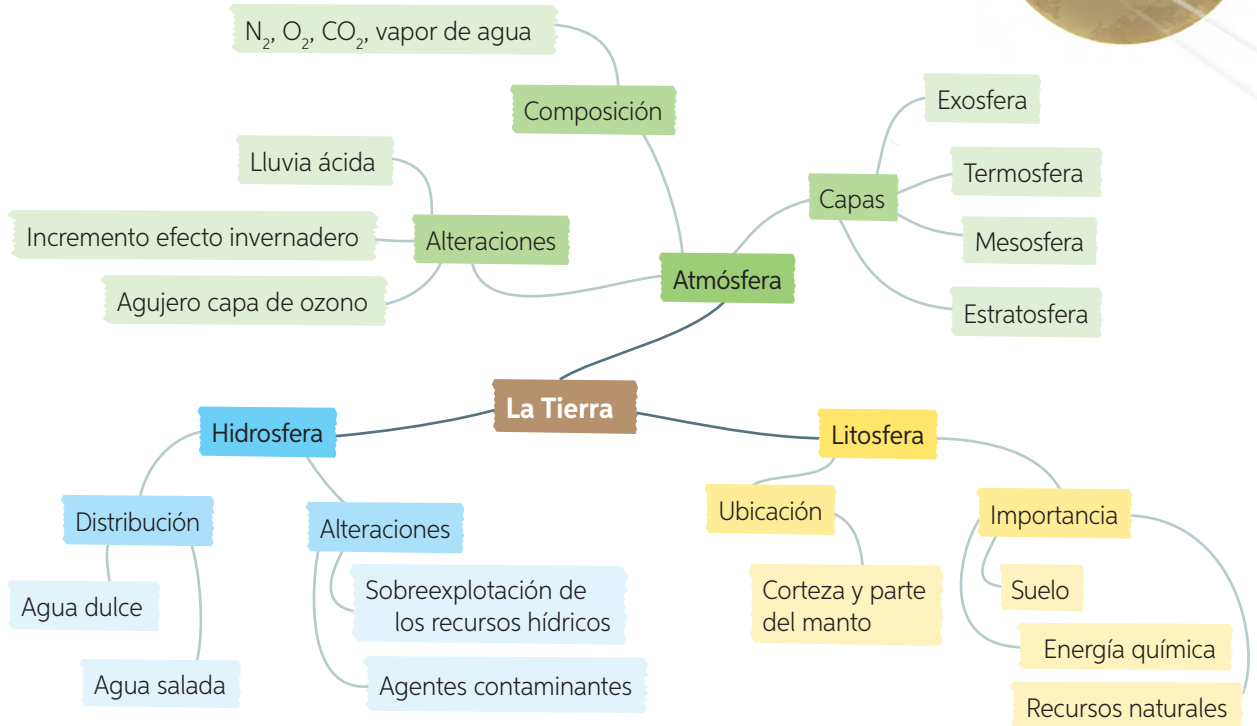 N₂, O₂, CO₂, vapor de agua
Composición
Lluvia ácida
Incremento efecto invernadero
Alteraciones
Agujero capa de ozono
Atmósfera
Capas
Exosfera
Termosfera
Mesosfera
Estratosfera
La Tierra
Hidrosfera
Distribución
Agua dulce
Agua salada
Alteraciones
Sobreexplotación de
los recursos hídricos
Agentes contaminantes
Litosfera
Ubicación
Corteza y parte
del manto
Importancia
Suelo
Energía química
Recursos naturales